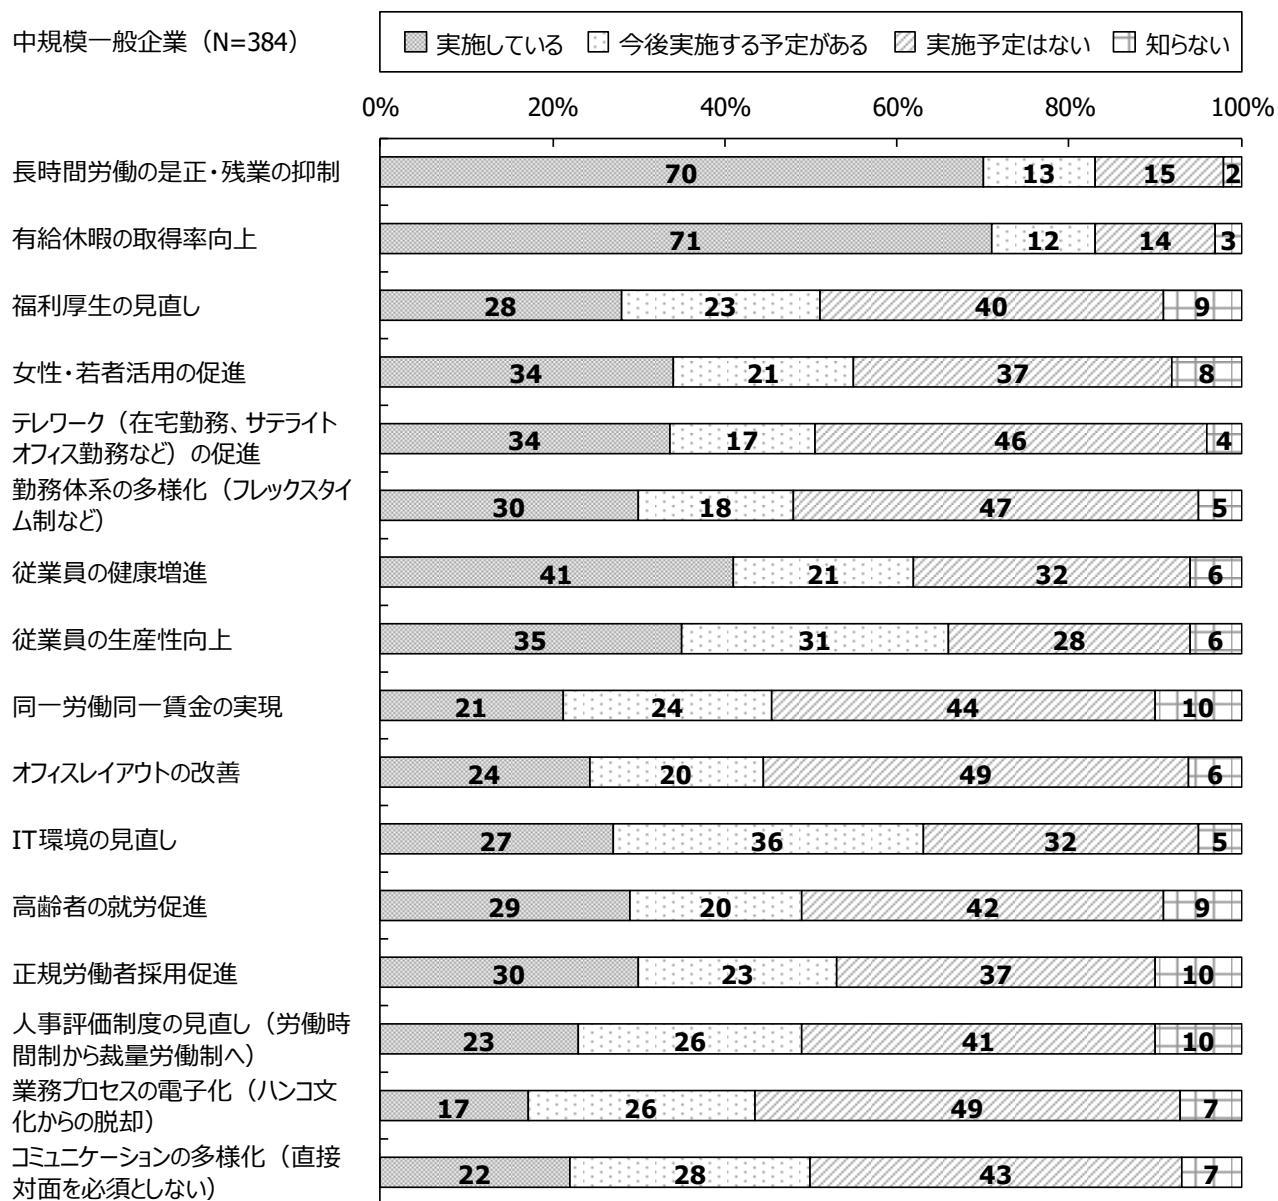 中規模一般企業（N=384）
実施している 今後実施する予定がある 実施予定はない 知らない
0% 20% 40% 60% 80% 100%
長時間労働の是正・残業の抑制 70 13 15 2
有給休暇の取得率向上 71 12 14 3
福利厚生の見直し 28 23 40 9
女性・若者活用の促進 34 21 37 8
テレワーク（在宅勤務、サテライト
オフィス勤務など）の促進 34 17 46 4
勤務体系の多様化（フレックスタイ
ム制など） 30 18 47 5
従業員の健康増進 41 21 32 6
従業員の生産性向上 35 31 28 6
同一労働同一賃金の実現 21 24 44 10
オフィスレイアウトの改善 24 20 49 6
IT環境の見直し 27 36 32 5
高齢者の就労促進 29 20 42 9
正規労働者採用促進 30 23 37 10
人事評価制度の見直し（労働時
間制から裁量労働制へ） 23 26 41 10
業務プロセスの電子化（ハンコ文
化からの脱却） 17 26 49 7
コミュニケーションの多様化（直接
対面を必須としない） 22 28 43 7